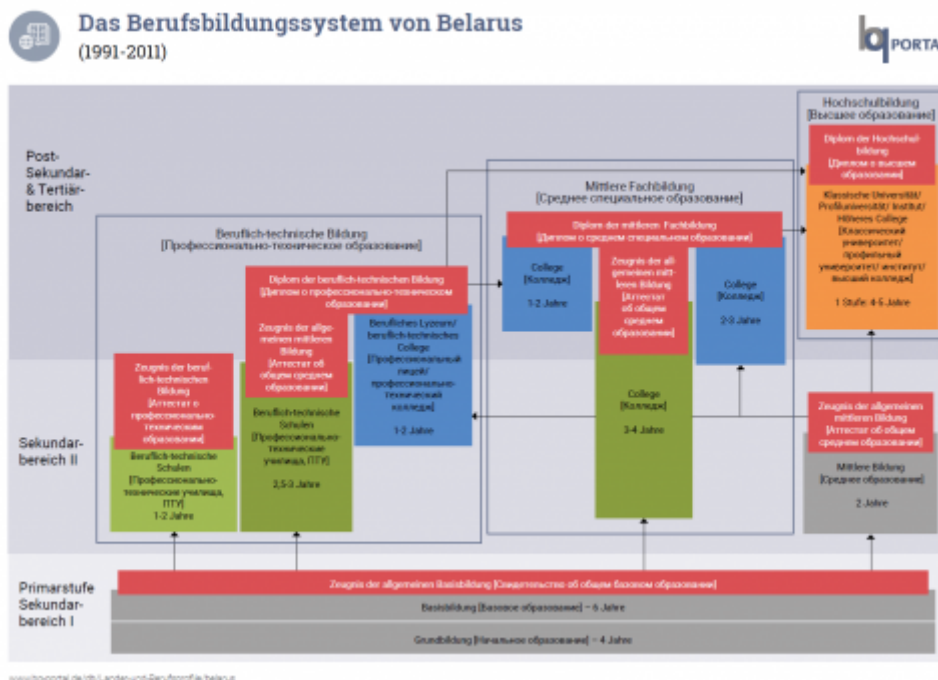 Das Berufsbildungssystem von Belarus
(1991-2011)
bq PORTAL
Hochschulbildung
[Высшее образование]
Diplom der Hochschul-
bildung
[Диплом о высшем
образовании]
Klassische Universität/
Profiluniversität/ Institut/
Höheres College
[Классический
университет/
профильный
университет/ институт/
высший колледж]
1 Stufe: 4-5 Jahre
Post-
Sekundar-
& Tertiär-
bereich
Mittlere Fachbildung
[Среднее специальное образование]
Diplom der mittleren Fachbildung
[Диплом о среднем специальном образовании]
College
[Колледж]
1-2 Jahre
Zeugnis der all-
gemeinen mitt-
leren Bildung
[Аттестат
об общем
среднем
образовании]
College
[Колледж]
2-3 Jahre
College
[Колледж]
3-4 Jahre
Beruflich-technische Bildung
[Профессионально-техническое образование]
Diplom der beruflich-technischen Bildung
[Диплом о профессионально-техническом
образовании]
Zeugnis der allge-
meinen mittleren
Bildung
[Аттестат об
общем среднем
образовании]
Berufliches Lyzeum/
beruflich-technisches
College
[Профессиональный
лицей/
профессионально-
технический
колледж]
1-2 Jahre
Zeugnis der beruf-
lich-technischen
Bildung
[Аттестат о
профессионально-
техническом
образовании]
Beruflich-technische
Schulen
[Профессионально-
технические училища,
ПТУ]
1-2 Jahre
Beruflich-technische
Schulen
[Профессионально-
технические
училища, ПТУ]
2,5-3 Jahre
Sekundar-
bereich II
Zeugnis der allgemeinen
mittleren Bildung
[Аттестат об общем
среднем образовании]
Mittlere Bildung
[Среднее образование]
2 Jahre
Primarstufe
Sekundar-
bereich I
Zeugnis der allgemeinen Basisbildung [Свидетельство об общем базовом образовании]
Basisbildung [Базовое образование] – 6 Jahre
Grundbildung [Начальное образование] – 4 Jahre